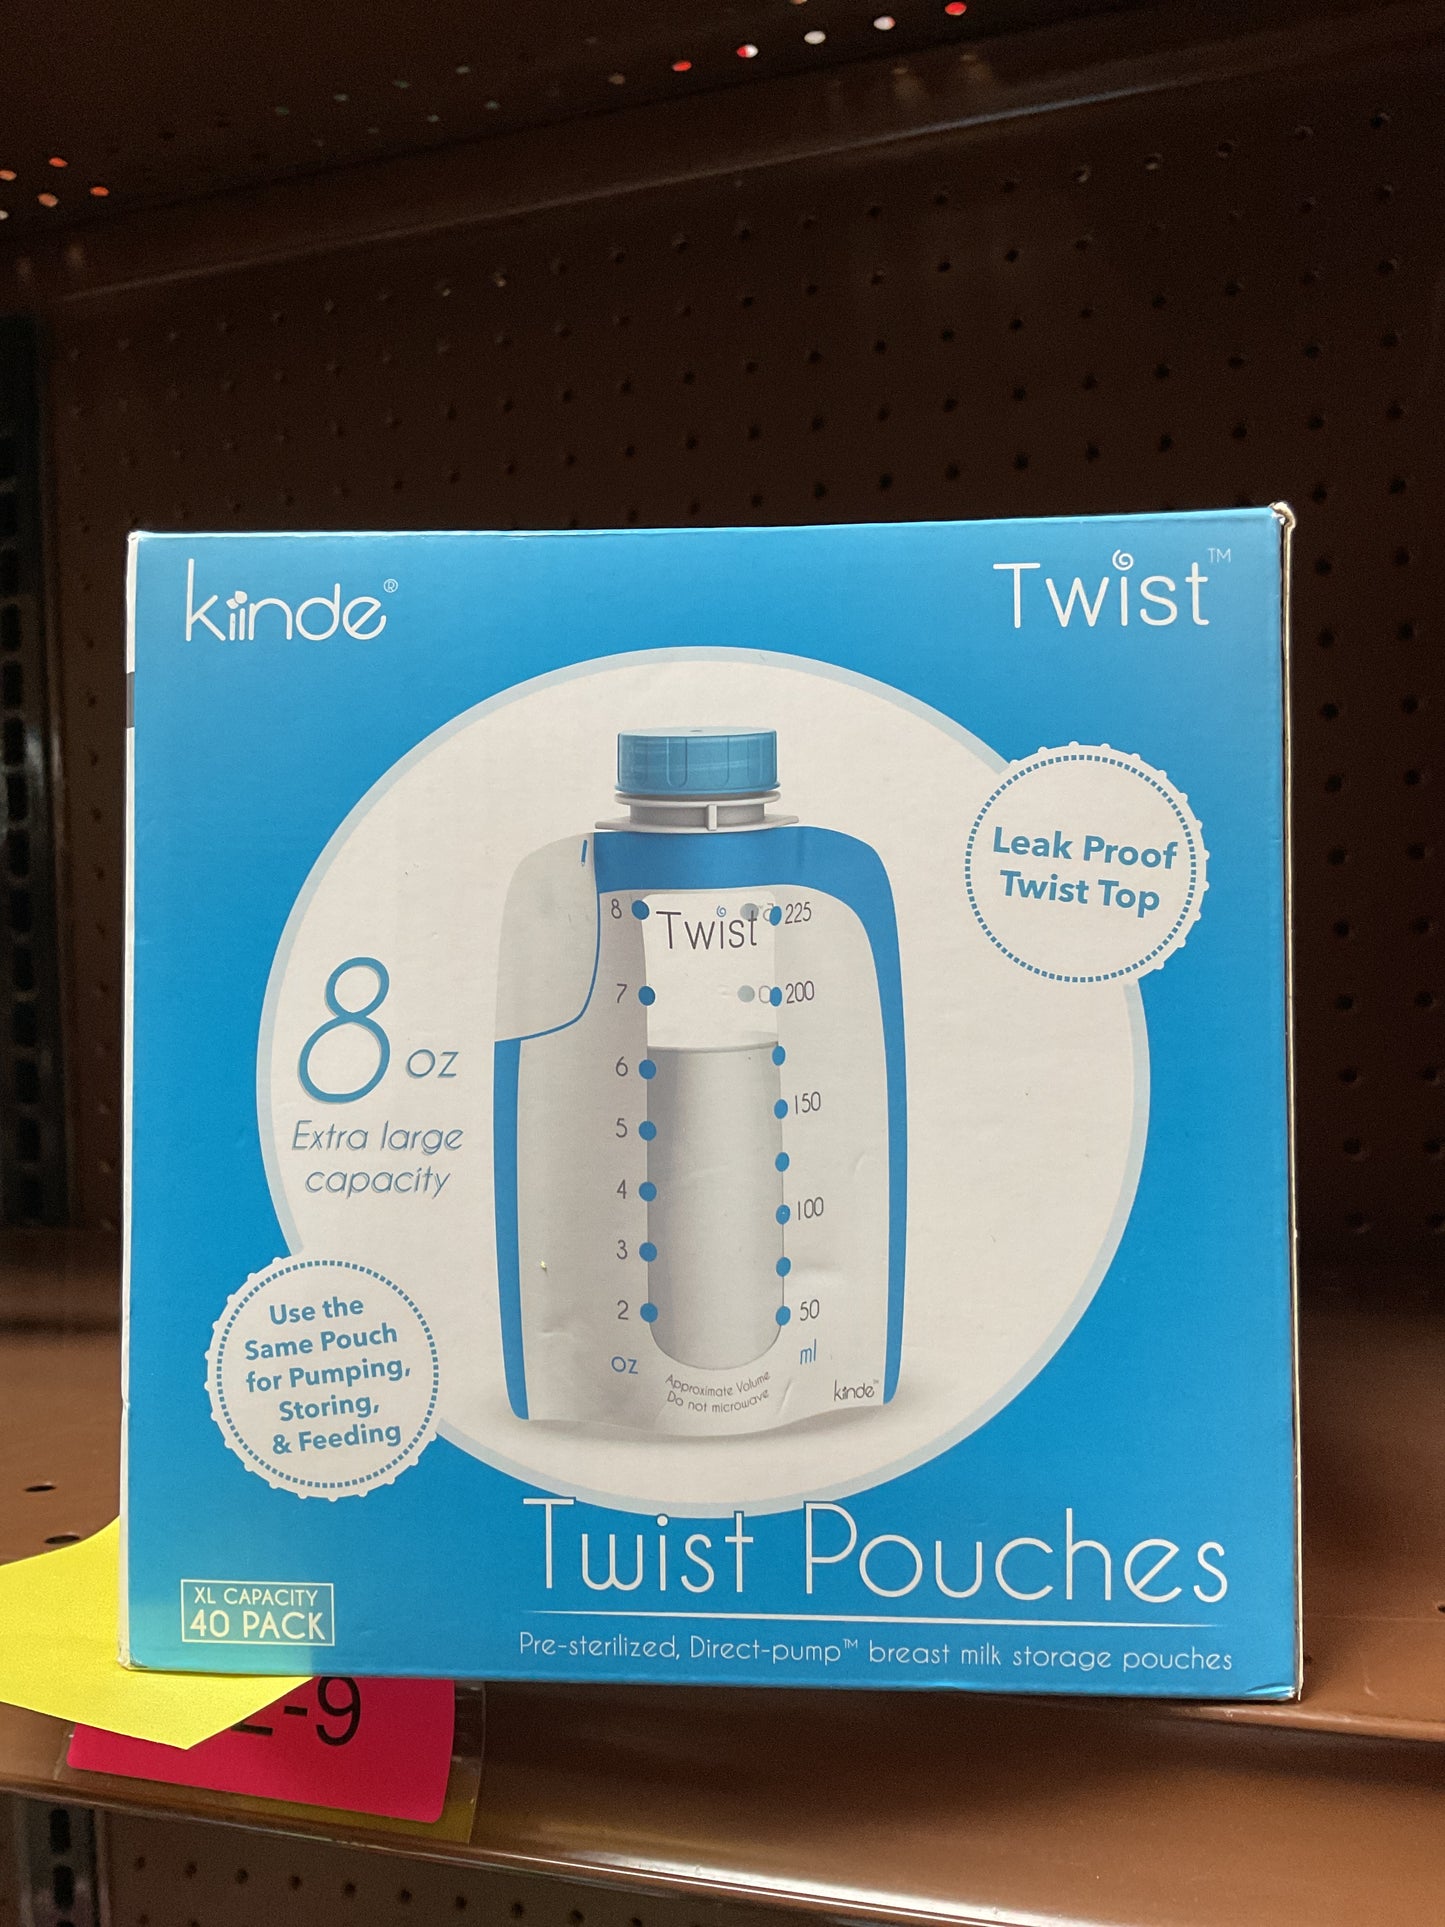 kiinde®
Twist™
Leak Proof
Twist Top
8 oz
Extra large
capacity
8
Twist
225
7
200
6
5
150
4
100
3
2
50
oz
ml
Approximate Volume
Do not microwave
kiinde™
Use the
Same Pouch
for Pumping,
Storing,
& Feeding
Twist Pouches
XL CAPACITY
40 PACK
Pre-sterilized, Direct-pump™ breast milk storage pouches
-9